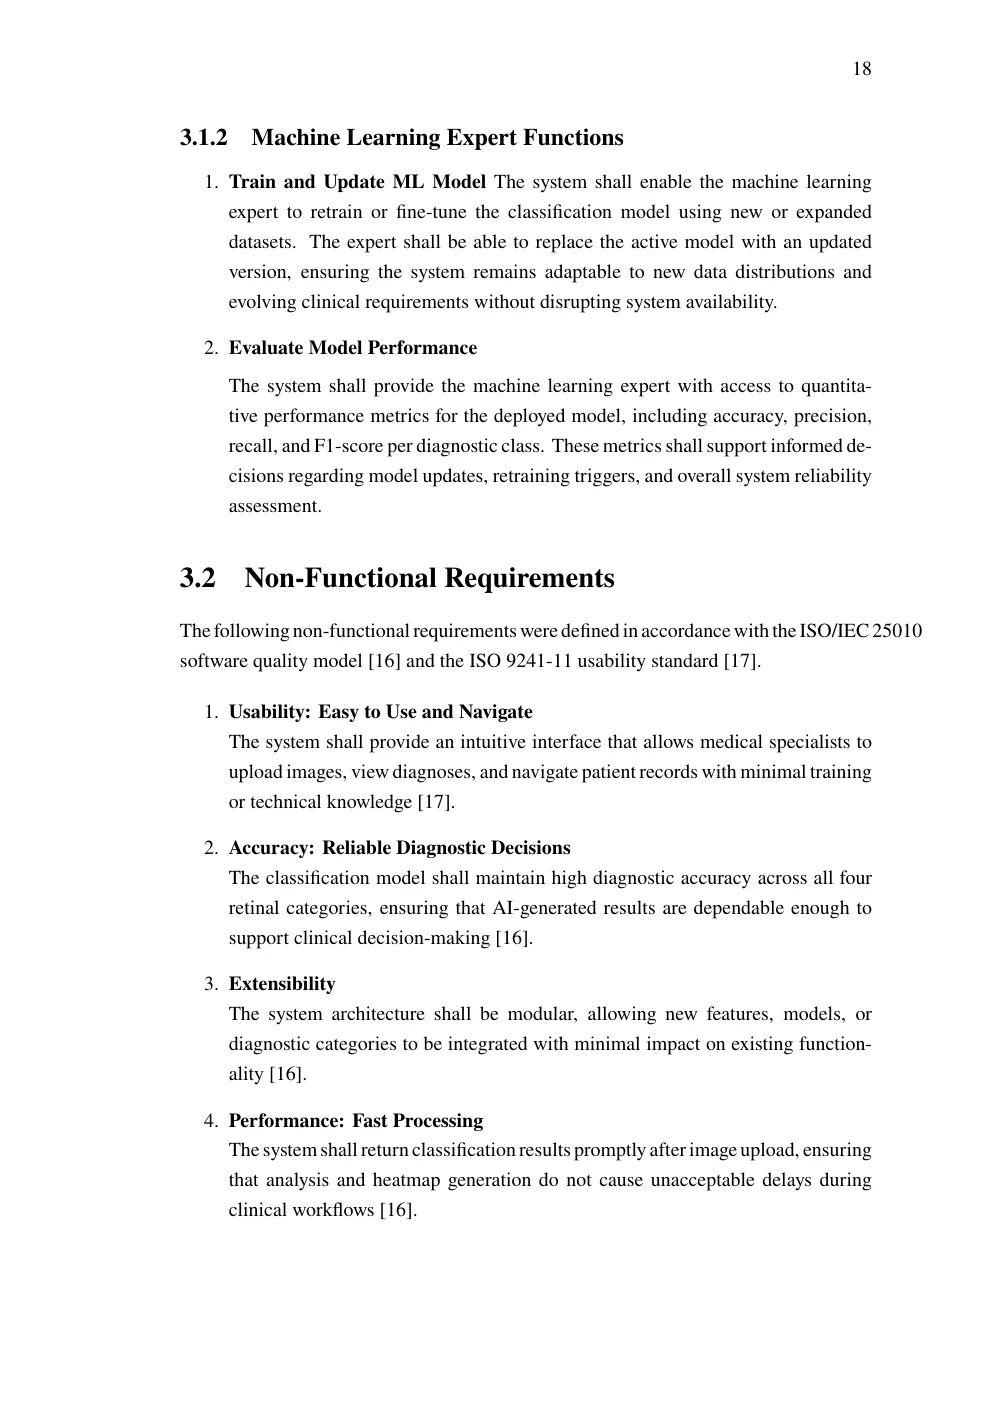 18
3.1.2 Machine Learning Expert Functions
1. Train and Update ML Model The system shall enable the machine learning
expert to retrain or fine-tune the classification model using new or expanded
datasets. The expert shall be able to replace the active model with an updated
version, ensuring the system remains adaptable to new data distributions and
evolving clinical requirements without disrupting system availability.
2. Evaluate Model Performance
The system shall provide the machine learning expert with access to quantita-
tive performance metrics for the deployed model, including accuracy, precision,
recall, and F1-score per diagnostic class. These metrics shall support informed de-
cisions regarding model updates, retraining triggers, and overall system reliability
assessment.
3.2 Non-Functional Requirements
The following non-functional requirements were defined in accordance with the ISO/IEC 25010
software quality model [16] and the ISO 9241-11 usability standard [17].
1. Usability: Easy to Use and Navigate
The system shall provide an intuitive interface that allows medical specialists to
upload images, view diagnoses, and navigate patient records with minimal training
or technical knowledge [17].
2. Accuracy: Reliable Diagnostic Decisions
The classification model shall maintain high diagnostic accuracy across all four
retinal categories, ensuring that AI-generated results are dependable enough to
support clinical decision-making [16].
3. Extensibility
The system architecture shall be modular, allowing new features, models, or
diagnostic categories to be integrated with minimal impact on existing function-
ality [16].
4. Performance: Fast Processing
The system shall return classification results promptly after image upload, ensuring
that analysis and heatmap generation do not cause unacceptable delays during
clinical workflows [16].